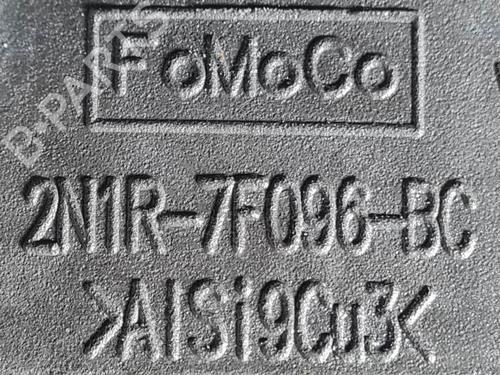 FoMoCo
2N1R-7F096-BC
>AlSi9Cu3<
B-PARTS